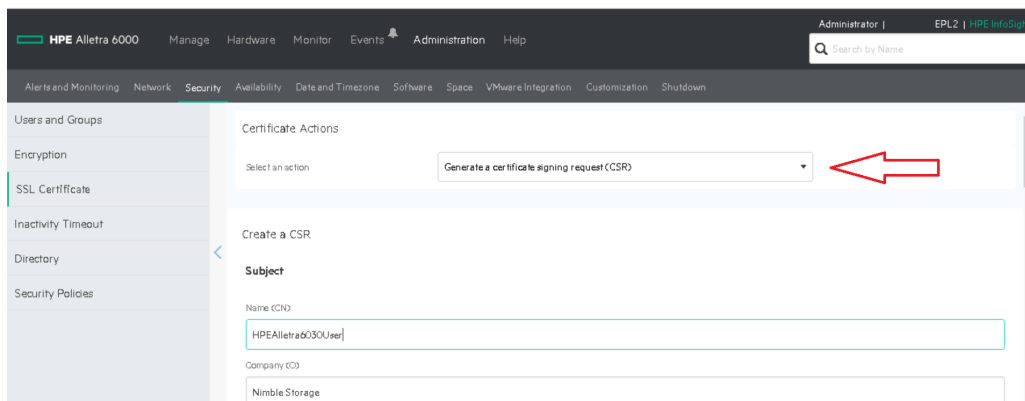 Administrator | EPL2 | HPE InfoSigh
HPE Alletra 6000 Manage Hardware Monitor Events Administration Help
Search by Name
Alerts and Monitoring Network Security Availability Date and Timezone Software Space VMware Integration Customization Shutdown
Users and Groups
Encryption
SSL Certificate
Inactivity Timeout
Directory
Security Policies
Certificate Actions
Select an action Generate a certificate signing request (CSR)
Create a CSR
Subject
Name (CN)
HPEAlletra6030User
Company (O)
Nimble Storage